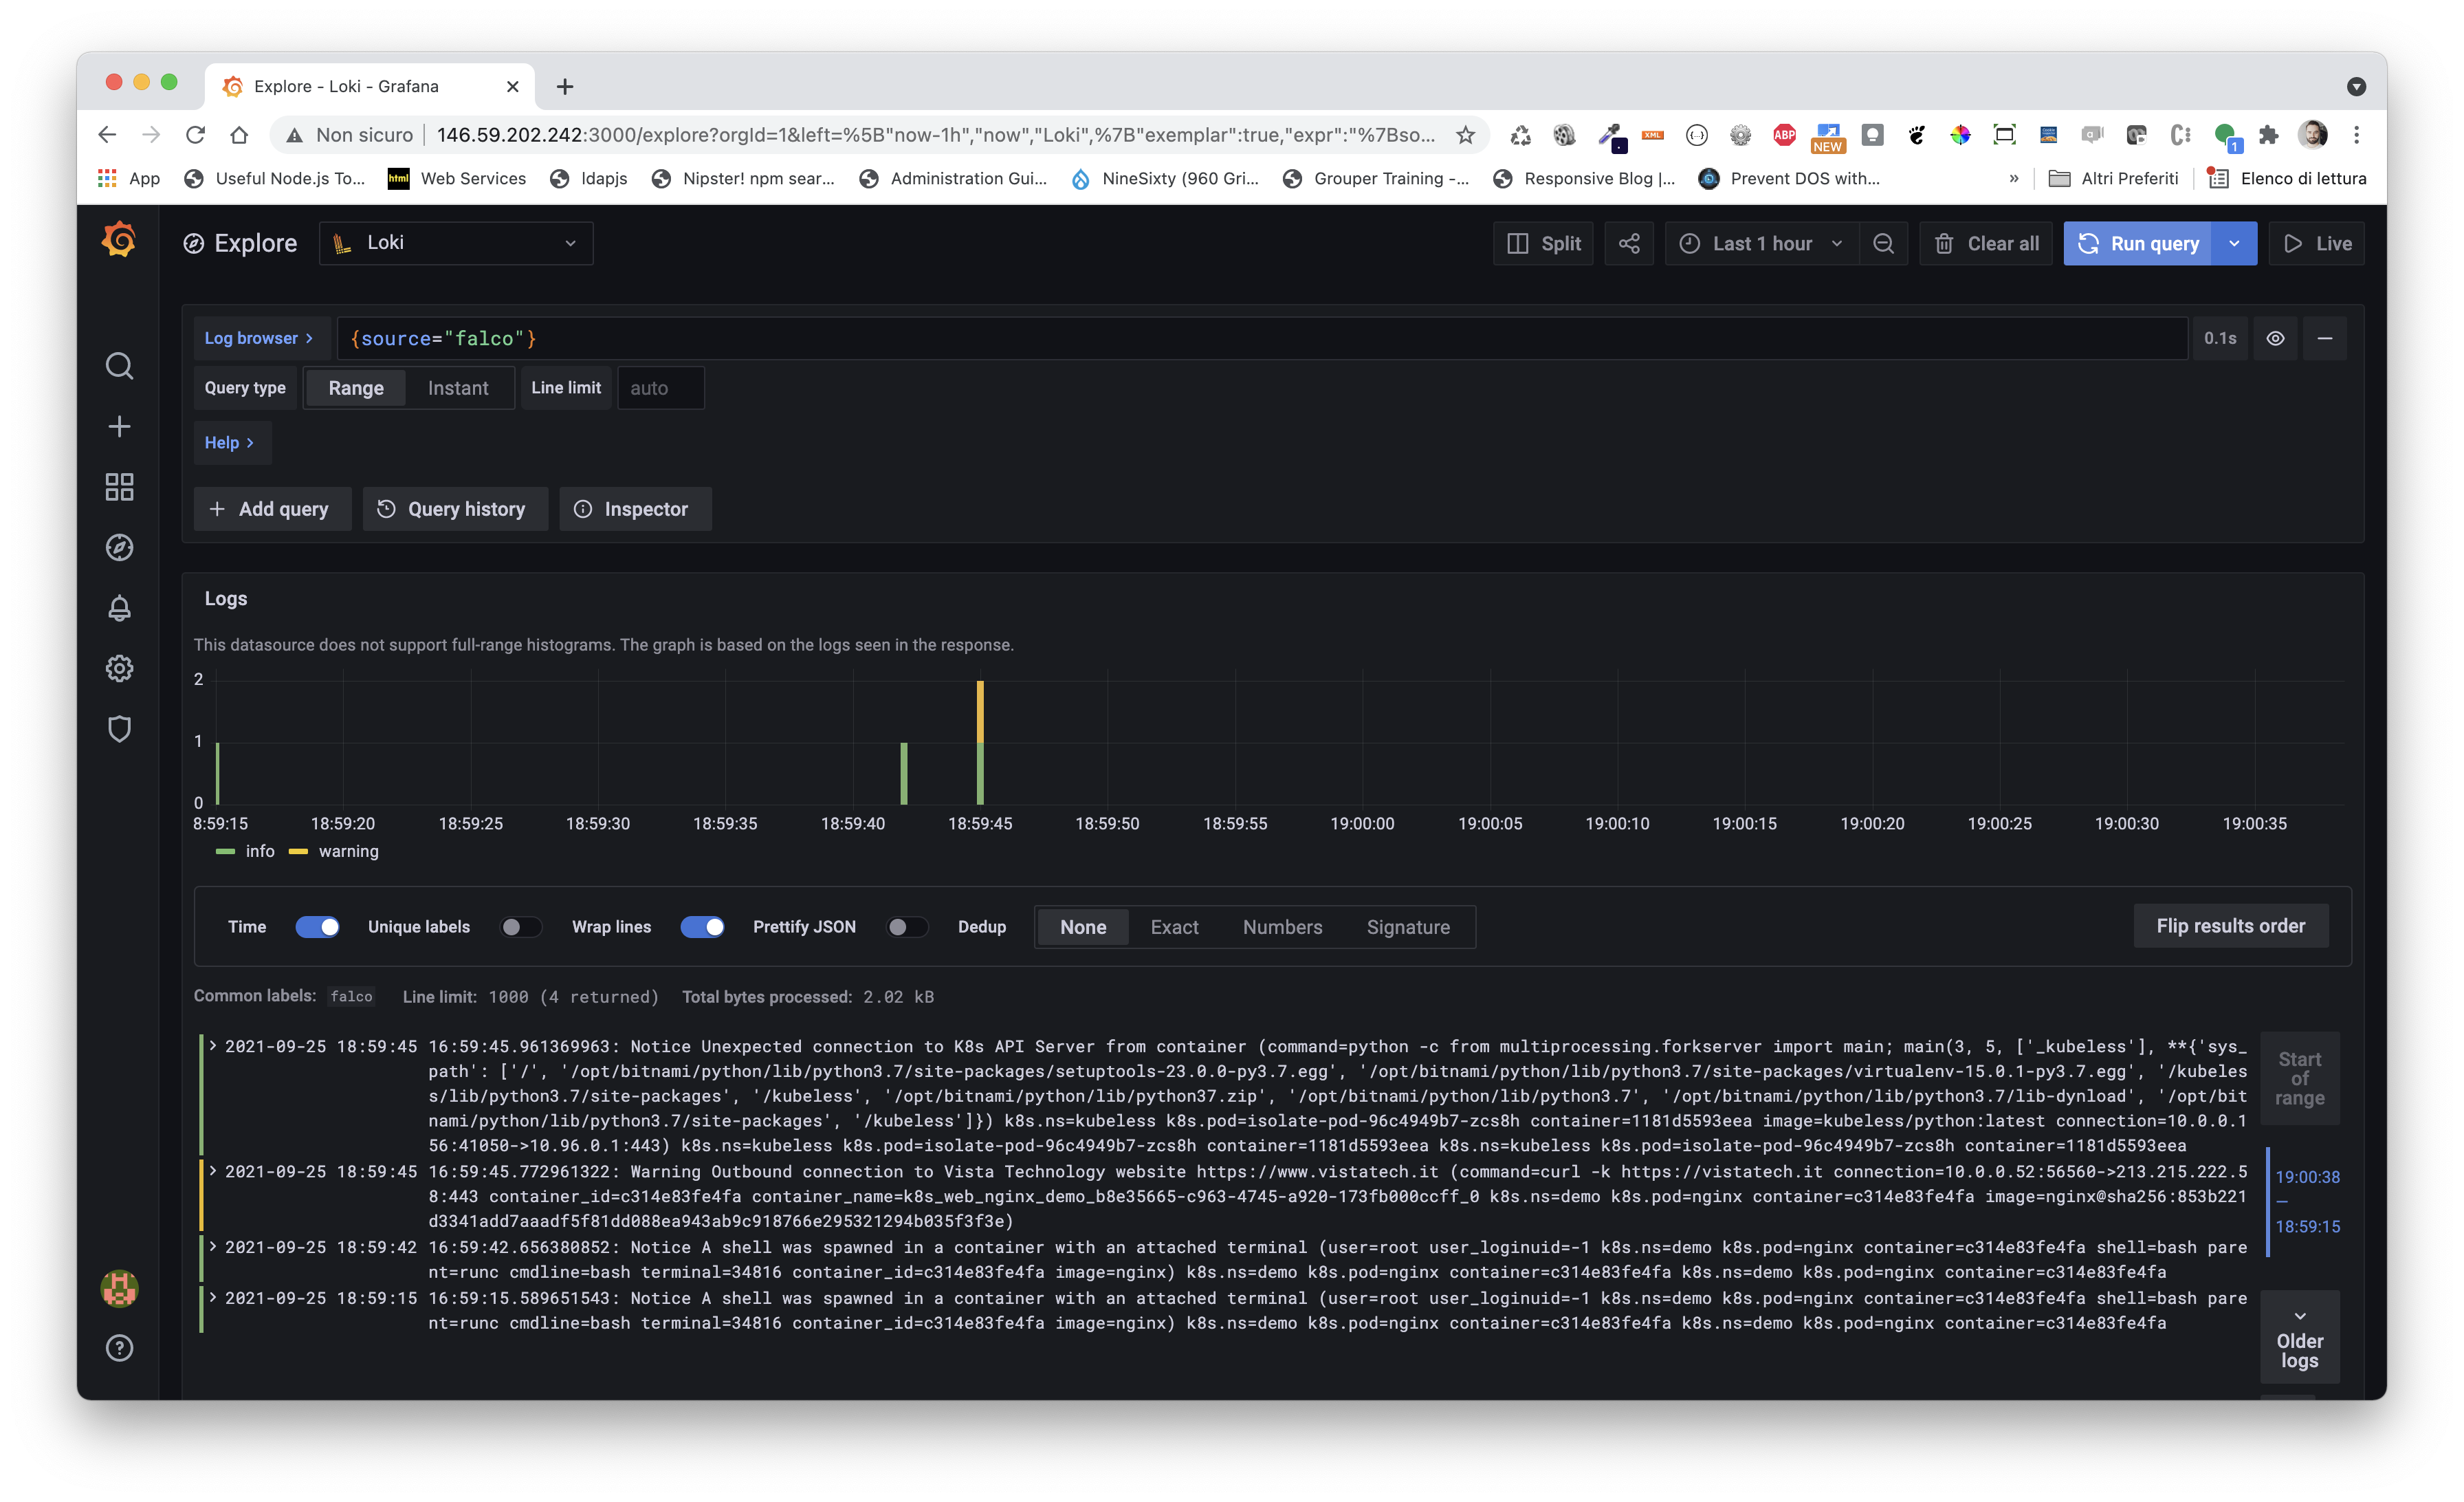 Explore - Loki - Grafana
Non sicuro 146.59.202.242:3000/explore?orgId=1&left=%5B"now-1h","now","Loki",%7B"exemplar":true,"expr":"%7Bso...
XML
ABP
NEW
1
App
Useful Node.js To...
html
Web Services
ldapjs
Nipster! npm sear...
Administration Gui...
NineSixty (960 Gri...
Grouper Training -...
Responsive Blog |...
Prevent DOS with...
»
Altri Preferiti
Elenco di lettura
Explore
Loki
Split
Last 1 hour
Clear all
Run query
Live
Log browser >
{source="falco"}
0.1s
Query type
Range
Instant
Line limit
auto
Help >
+ Add query
Query history
Inspector
Logs
This datasource does not support full-range histograms. The graph is based on the logs seen in the response.
2
1
0
8:59:15 18:59:20 18:59:25 18:59:30 18:59:35 18:59:40 18:59:45 18:59:50 18:59:55 19:00:00 19:00:05 19:00:10 19:00:15 19:00:20 19:00:25 19:00:30 19:00:35
info warning
Time
Unique labels
Wrap lines
Prettify JSON
Dedup
None
Exact
Numbers
Signature
Flip results order
Common labels: falco Line limit: 1000 (4 returned) Total bytes processed: 2.02 kB
> 2021-09-25 18:59:45 16:59:45.961369963: Notice Unexpected connection to K8s API Server from container (command=python -c from multiprocessing.forkserver import main; main(3, 5, ['_kubeless'], **{'sys_
path': ['/', '/opt/bitnami/python/lib/python3.7/site-packages/setuptools-23.0.0-py3.7.egg', '/opt/bitnami/python/lib/python3.7/site-packages/virtualenv-15.0.1-py3.7.egg', '/kubeles
s/lib/python3.7/site-packages', '/kubeless', '/opt/bitnami/python/lib/python37.zip', '/opt/bitnami/python/lib/python3.7', '/opt/bitnami/python/lib/python3.7/lib-dynload', '/opt/bit
nami/python/lib/python3.7/site-packages', '/kubeless']}) k8s.ns=kubeless k8s.pod=isolate-pod-96c4949b7-zcs8h container=1181d5593eea image=kubeless/python:latest connection=10.0.0.1
56:41050->10.96.0.1:443) k8s.ns=kubeless k8s.pod=isolate-pod-96c4949b7-zcs8h container=1181d5593eea k8s.ns=kubeless k8s.pod=isolate-pod-96c4949b7-zcs8h container=1181d5593eea
> 2021-09-25 18:59:45 16:59:45.772961322: Warning Outbound connection to Vista Technology website https://www.vistatech.it (command=curl -k https://vistatech.it connection=10.0.0.52:56560->213.215.222.5
8:443 container_id=c314e83fe4fa container_name=k8s_web_nginx_demo_b8e35665-c963-4745-a920-173fb000ccff_0 k8s.ns=demo k8s.pod=nginx container=c314e83fe4fa image=nginx@sha256:853b221
d3341add7aaadf5f81dd088ea943ab9c918766e295321294b035f3f3e)
> 2021-09-25 18:59:42 16:59:42.656380852: Notice A shell was spawned in a container with an attached terminal (user=root user_loginuid=-1 k8s.ns=demo k8s.pod=nginx container=c314e83fe4fa shell=bash pare
nt=runc cmdline=bash terminal=34816 container_id=c314e83fe4fa image=nginx) k8s.ns=demo k8s.pod=nginx container=c314e83fe4fa k8s.ns=demo k8s.pod=nginx container=c314e83fe4fa
> 2021-09-25 18:59:15 16:59:15.589651543: Notice A shell was spawned in a container with an attached terminal (user=root user_loginuid=-1 k8s.ns=demo k8s.pod=nginx container=c314e83fe4fa shell=bash pare
nt=runc cmdline=bash terminal=34816 container_id=c314e83fe4fa image=nginx) k8s.ns=demo k8s.pod=nginx container=c314e83fe4fa k8s.ns=demo k8s.pod=nginx container=c314e83fe4fa
Start
of
range
19:00:38
—
18:59:15
Older
logs